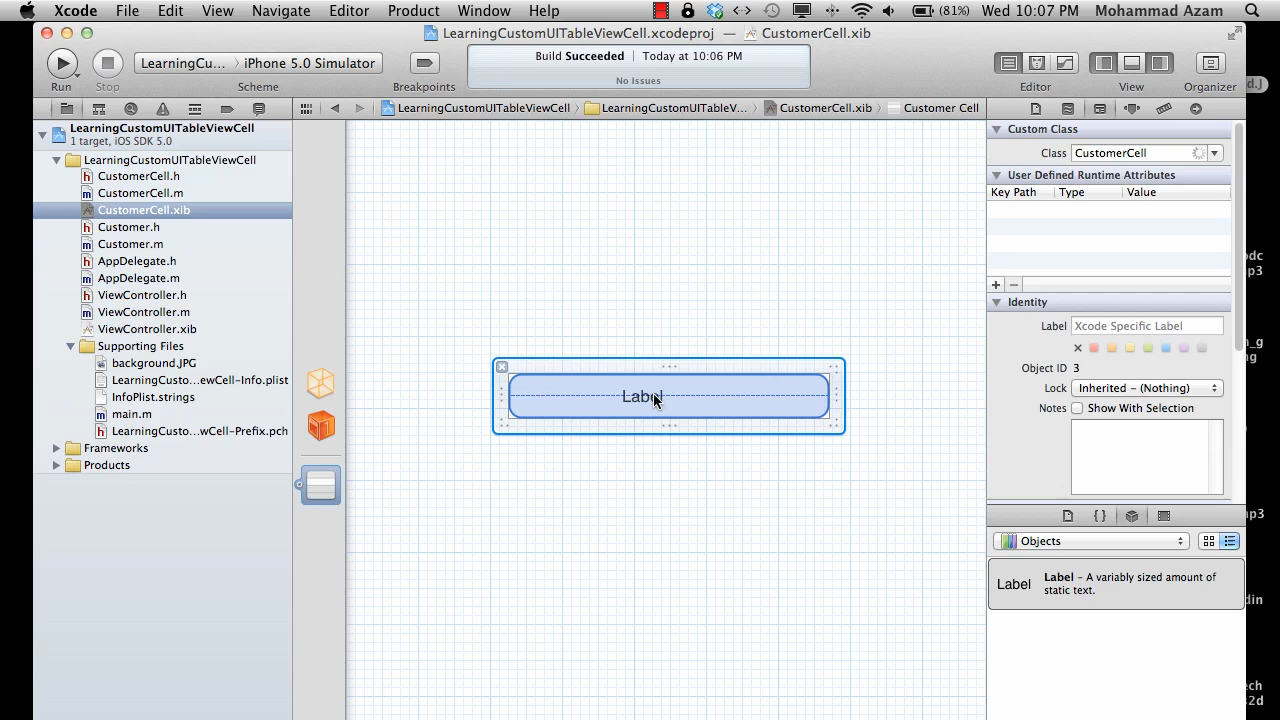 Xcode File Edit View Navigate Editor Product Window Help (81%) Wed 10:07 PM Mohammad Azam
LearningCustomUITableViewCell.xcodeproj — CustomerCell.xib
Run Stop LearningCu... iPhone 5.0 Simulator Scheme Breakpoints
Build Succeeded Today at 10:06 PM
No Issues
Editor View Organizer
LearningCustomUITableViewCell LearningCustomUITableV... CustomerCell.xib Customer Cell
LearningCustomUITableViewCell
1 target, iOS SDK 5.0
LearningCustomUITableViewCell
CustomerCell.h
CustomerCell.m
CustomerCell.xib
Customer.h
Customer.m
AppDelegate.h
AppDelegate.m
ViewController.h
ViewController.m
ViewController.xib
Supporting Files
background.JPG
LearningCusto...ewCell-Info.plist
InfoPlist.strings
main.m
LearningCusto...wCell-Prefix.pch
Frameworks
Products
Label
Custom Class
Class CustomerCell
User Defined Runtime Attributes
Key Path Type Value
Identity
Label Xcode Specific Label
Object ID 3
Lock Inherited - (Nothing)
Notes Show With Selection
Objects
Label
Label - A variably sized amount of
static text.